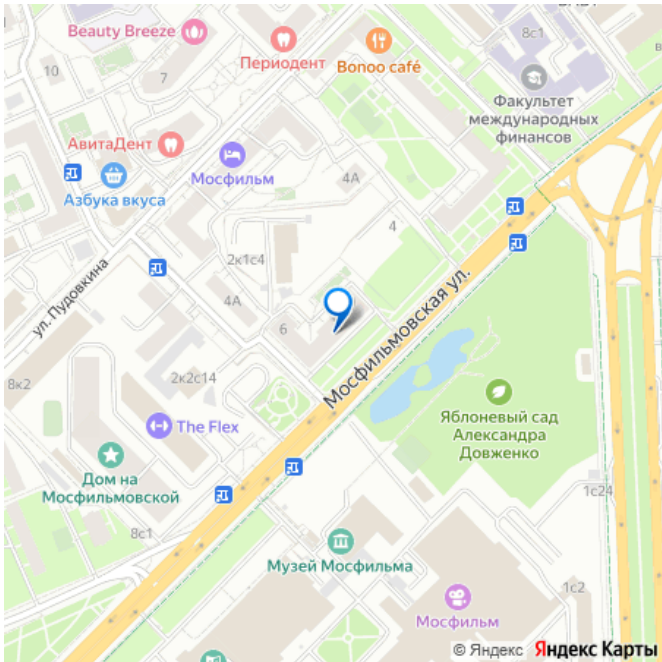 Beauty Breeze
8с1
Периодент
Bonoo café
10
7
Факультет
международных
финансов
АвитаДент
Мосфильм
Азбука вкуса
4А
4
2к1с4
ул. Пудовкина
4А
6
Мосфильмовская ул.
8к2
2к2с14
The Flex
Яблоневый сад
Александра
Довженко
Дом на
Мосфильмовской
1с24
8с1
Музей Мосфильма
1с2
Мосфильм
© Яндекс Яндекс Карты